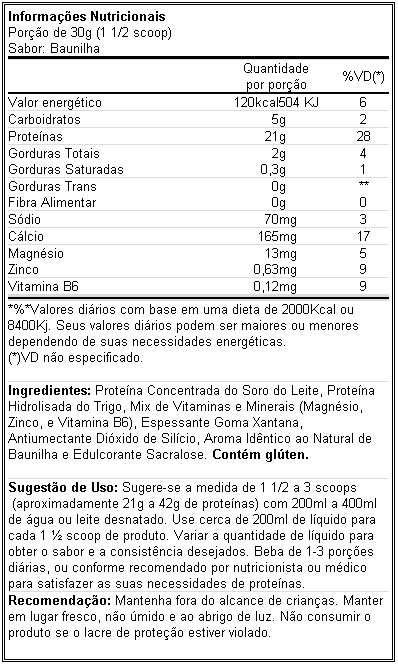 Informações Nutricionais
Porção de 30g (1 1/2 scoop)
Sabor: Baunilha
Quantidade por porção %VD(*)
Valor energético 120kcal504 KJ 6
Carboidratos 5g 2
Proteínas 21g 28
Gorduras Totais 2g 4
Gorduras Saturadas 0,3g 1
Gorduras Trans 0g **
Fibra Alimentar 0g 0
Sódio 70mg 3
Cálcio 165mg 17
Magnésio 13mg 5
Zinco 0,63mg 9
Vitamina B6 0,12mg 9
*%*Valores diários com base em uma dieta de 2000Kcal ou
8400Kj. Seus valores diários podem ser maiores ou menores
dependendo de suas necessidades energéticas.
(*)VD não especificado.
Ingredientes: Proteína Concentrada do Soro do Leite, Proteína
Hidrolisada do Trigo, Mix de Vitaminas e Minerais (Magnésio,
Zinco, e Vitamina B6), Espessante Goma Xantana,
Antiumectante Dióxido de Silício, Aroma Idêntico ao Natural de
Baunilha e Edulcorante Sacralose. Contém glúten.
Sugestão de Uso: Sugere-se a medida de 1 1/2 a 3 scoops
(aproximadamente 21g a 42g de proteínas) com 200ml a 400ml
de água ou leite desnatado. Use cerca de 200ml de líquido para
cada 1 ½ scoop de produto. Variar a quantidade de líquido para
obter o sabor e a consistência desejados. Beba de 1-3 porções
diárias, ou conforme recomendado por nutricionista ou médico
para satisfazer as suas necessidades de proteínas.
Recomendação: Mantenha fora do alcance de crianças. Manter
em lugar fresco, não úmido e ao abrigo de luz. Não consumir o
produto se o lacre de proteção estiver violado.